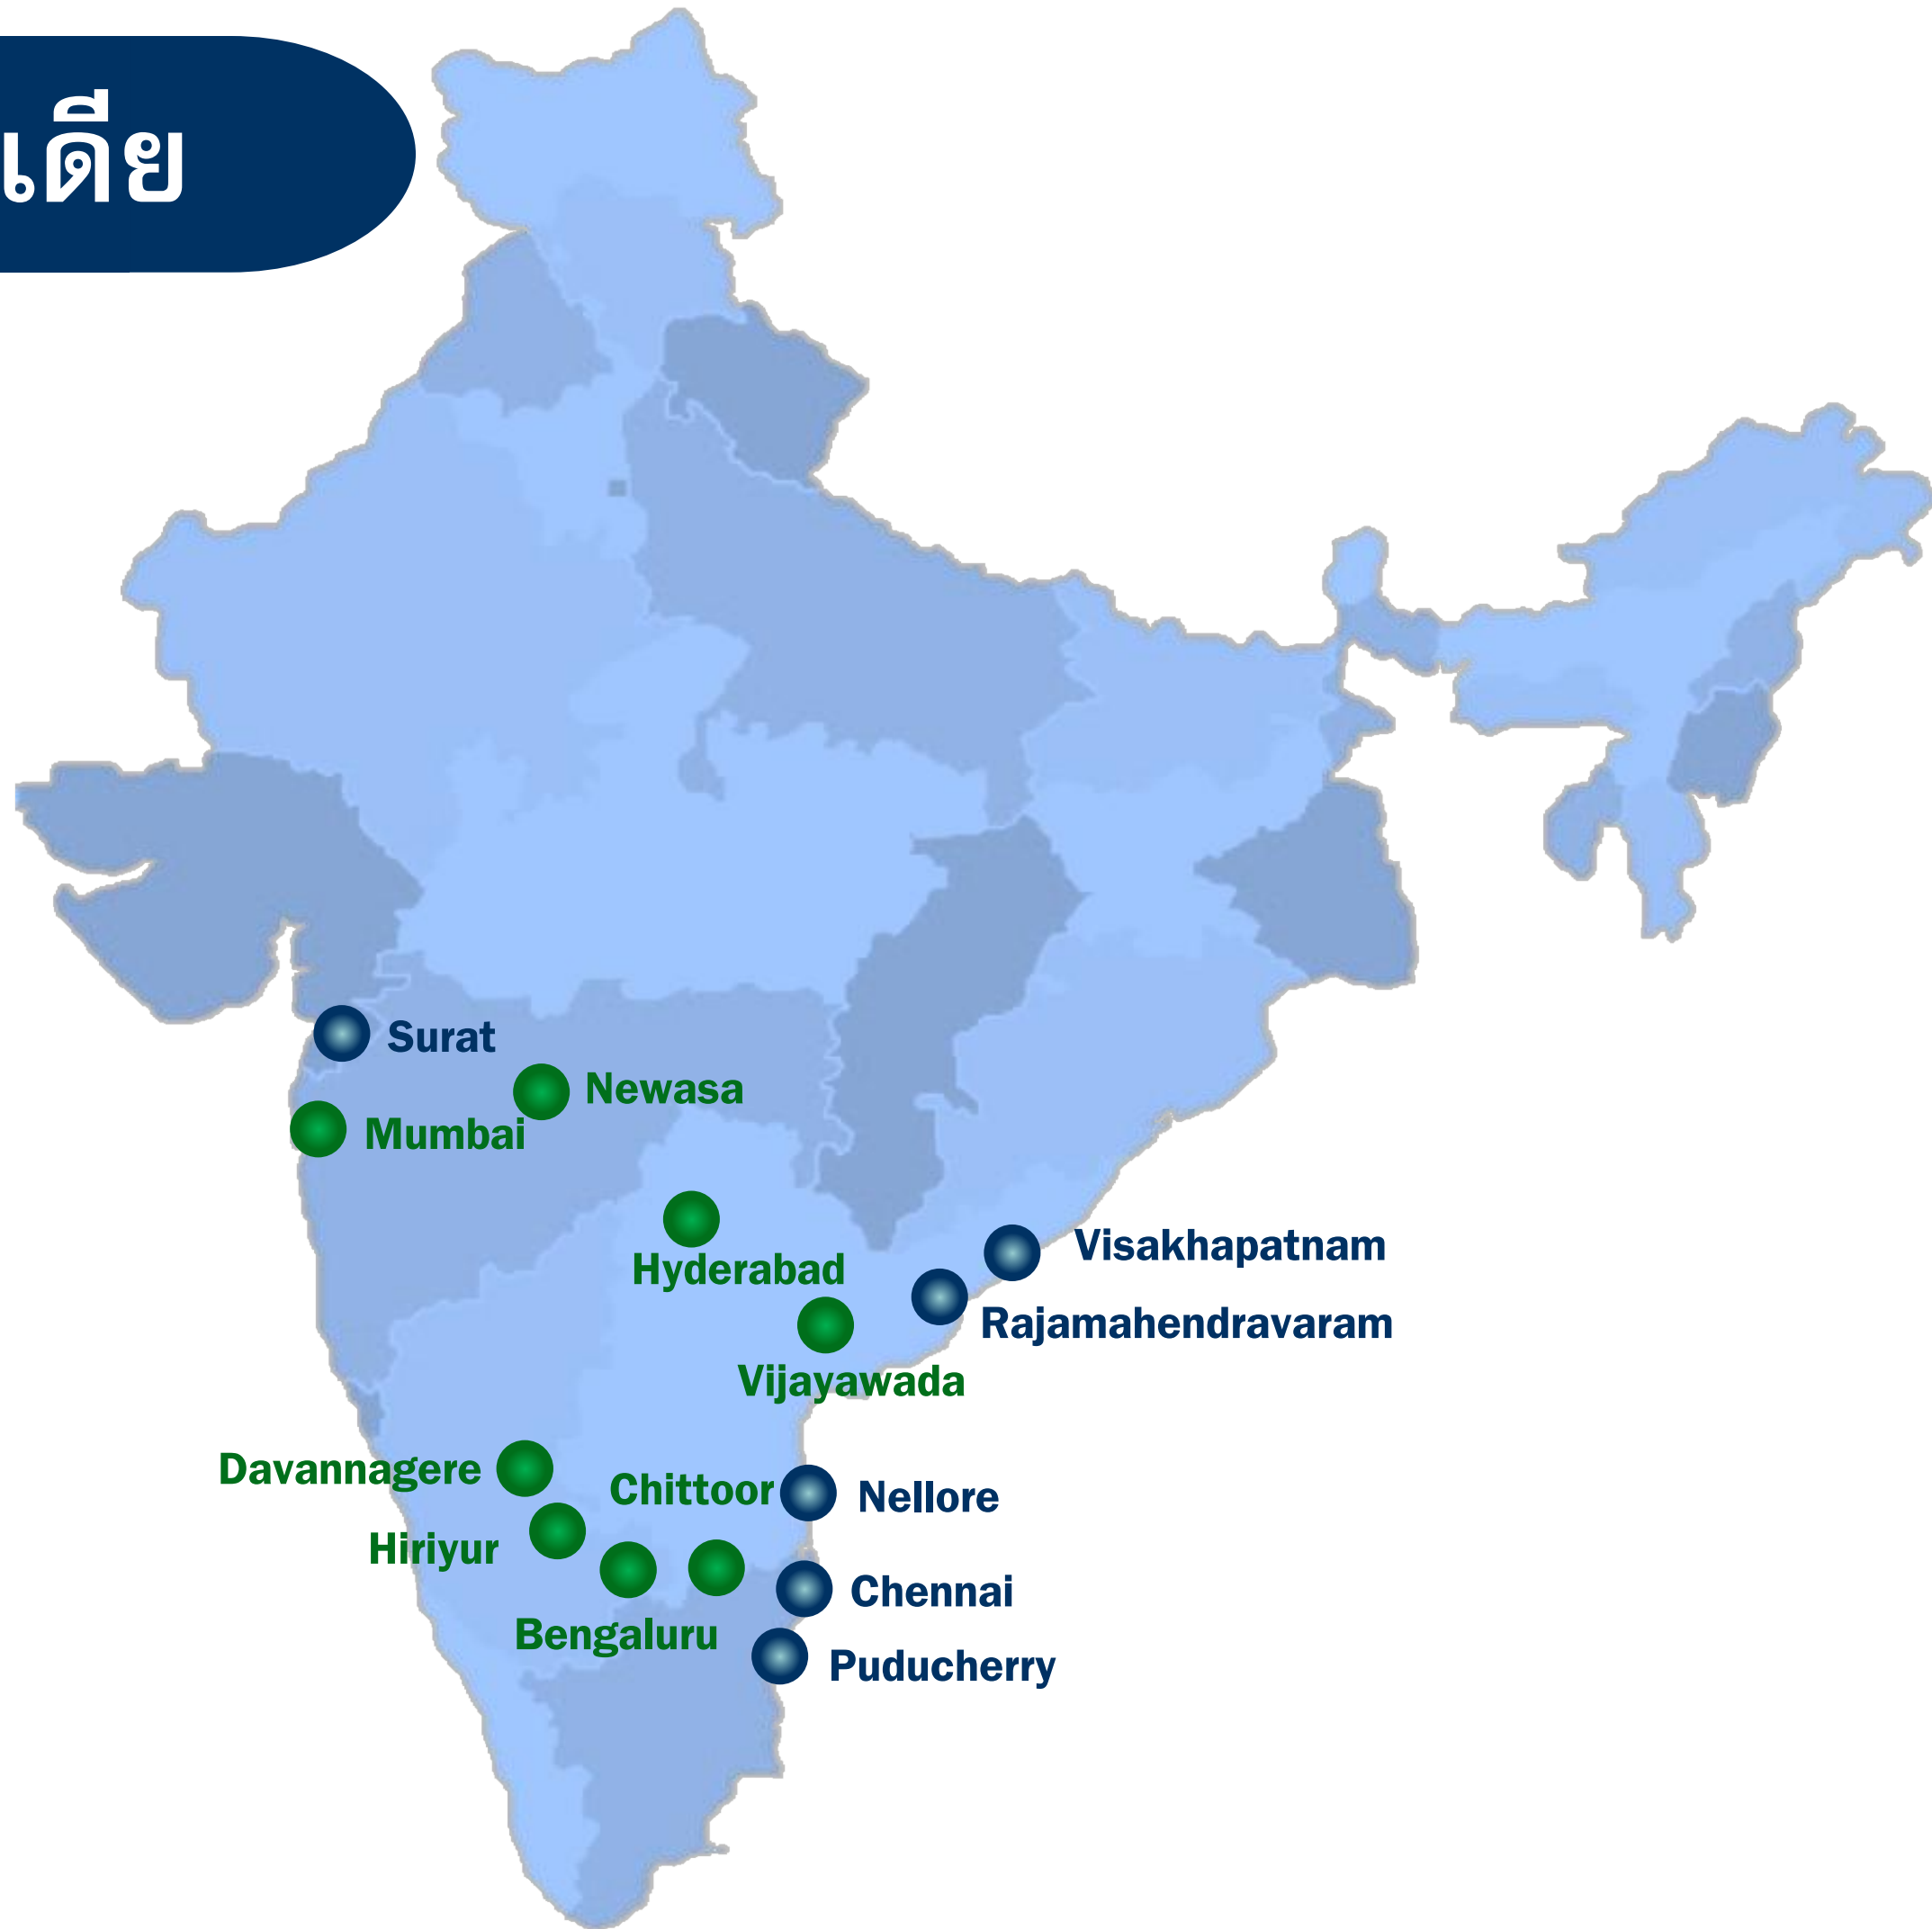 เดีย
Surat
Newasa
Mumbai
Hyderabad
Visakhapatnam
Rajamahendravaram
Vijayawada
Davannagere
Chittoor
Nellore
Hiriyur
Chennai
Bengaluru
Puducherry